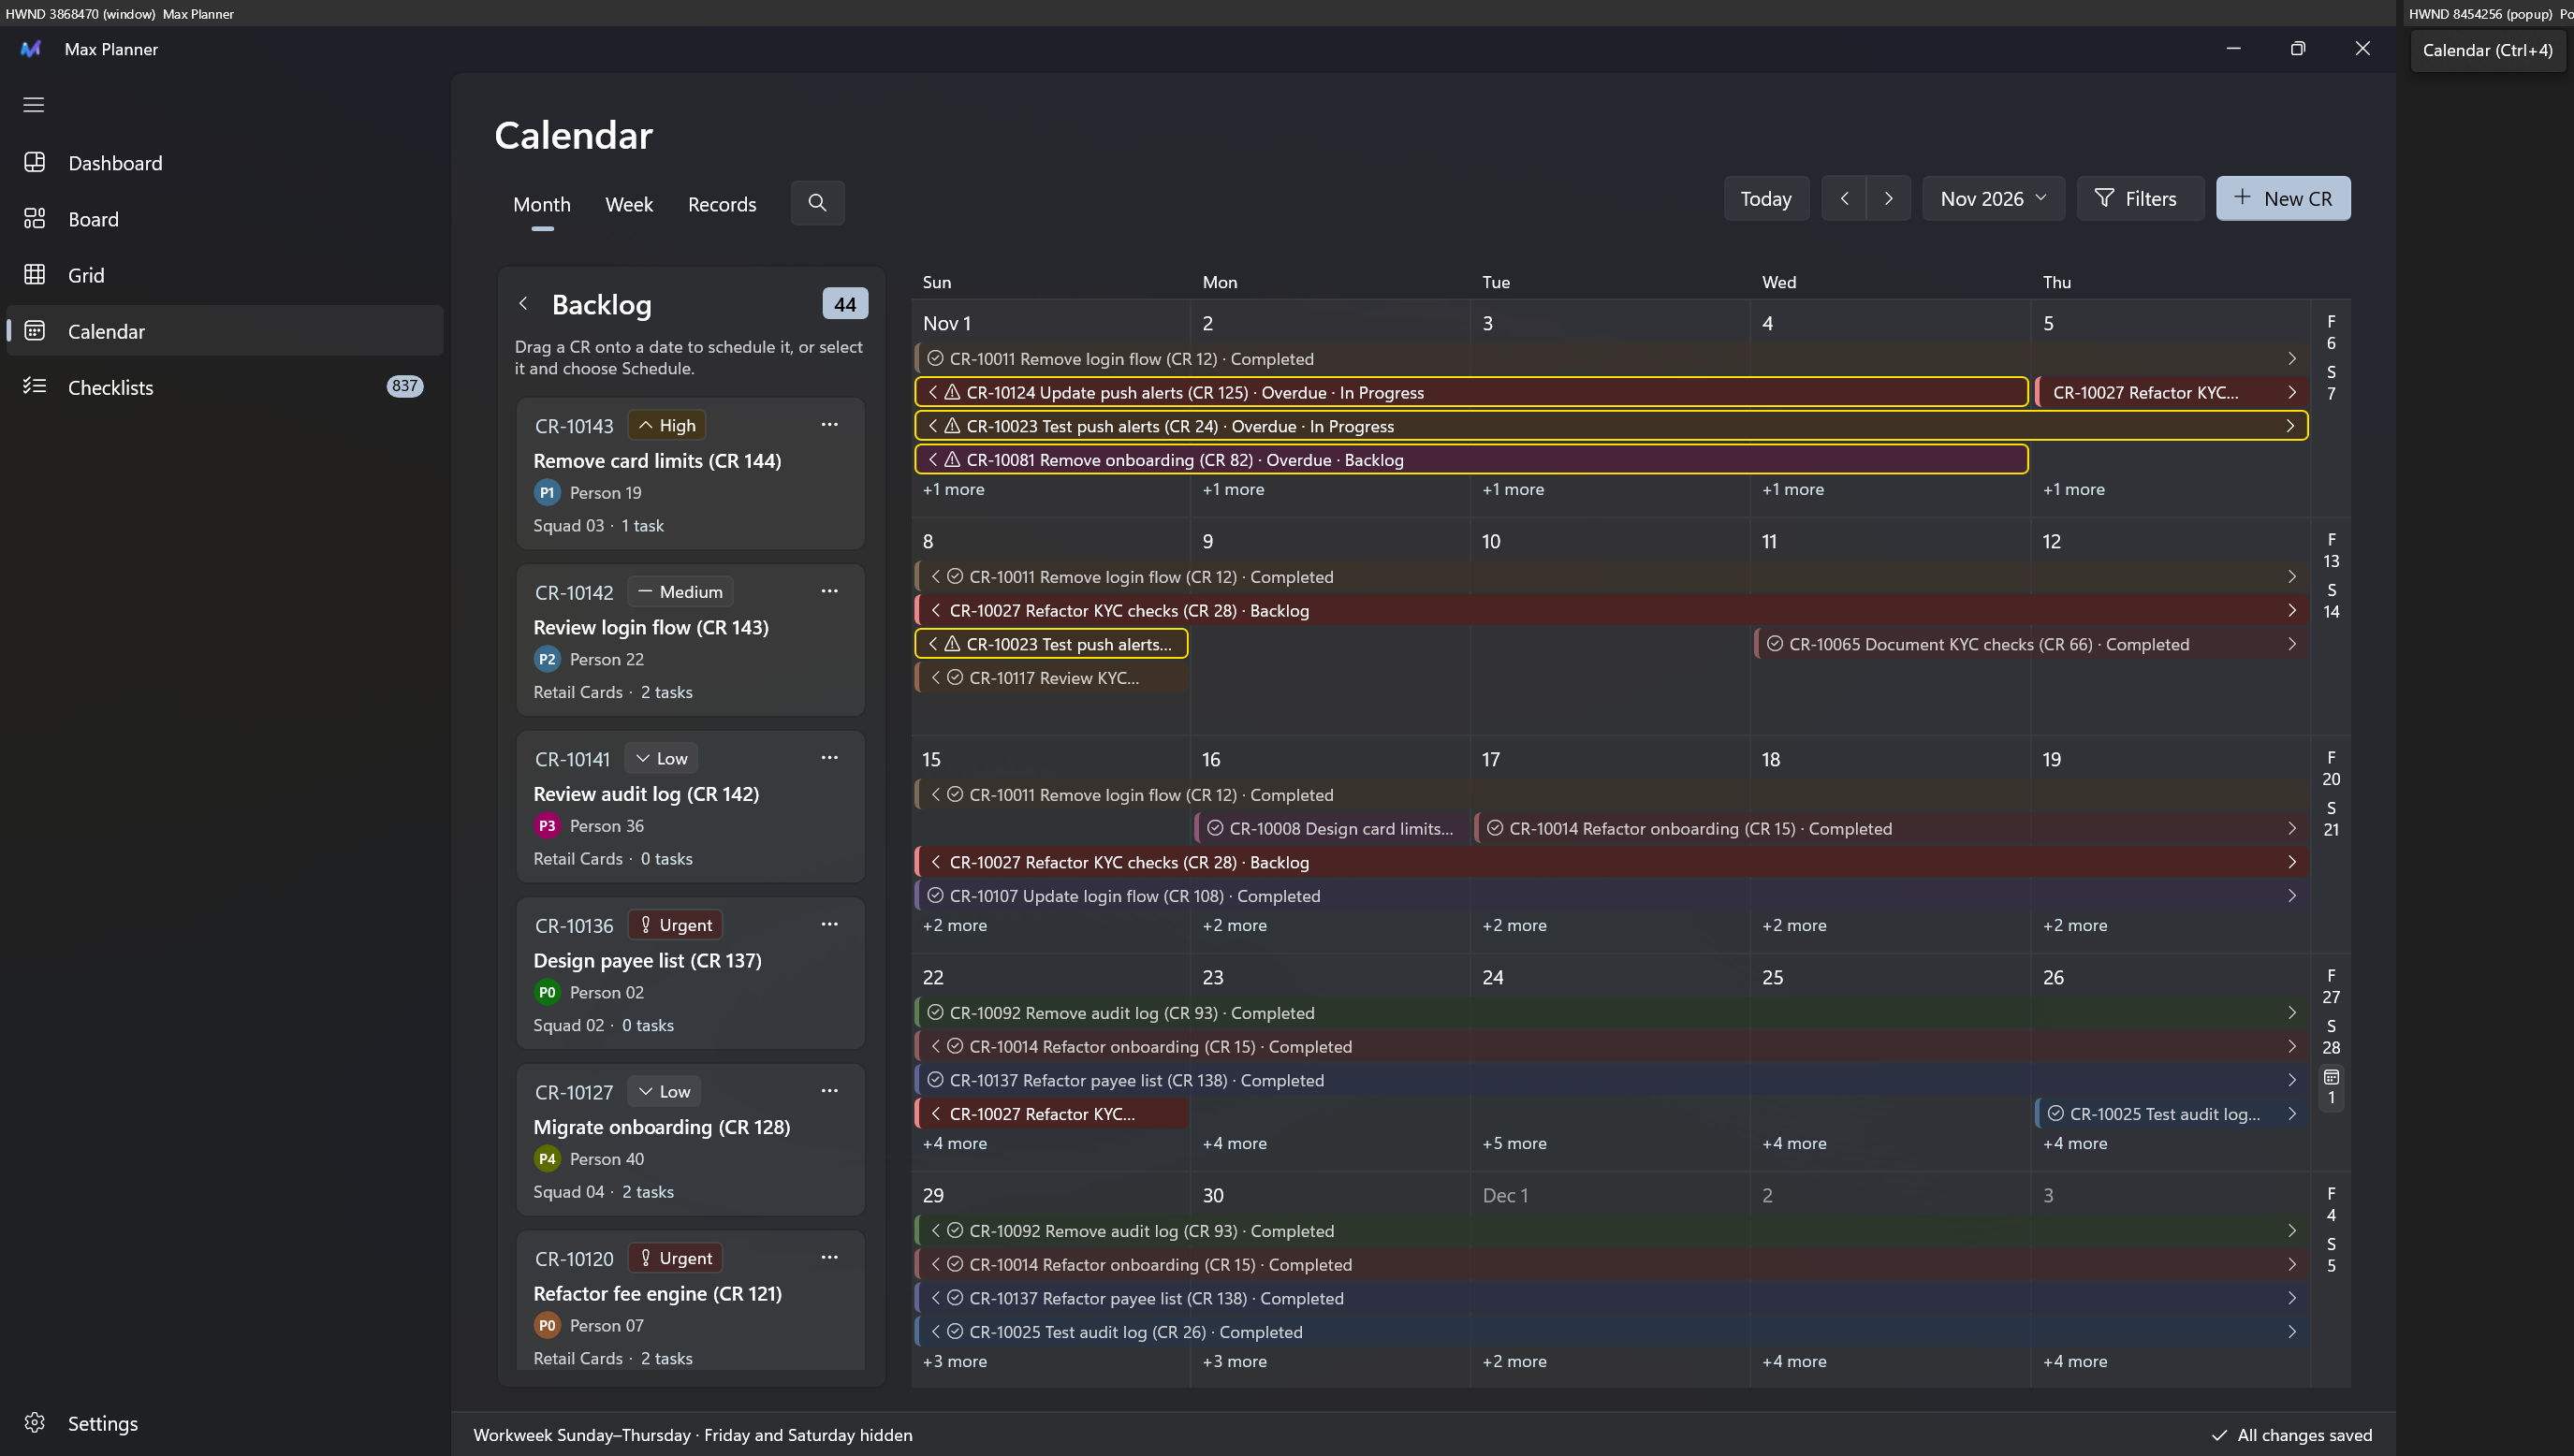 HWND 3868470 (window) Max Planner
HWND 8454256 (popup) Po
Max Planner
Calendar (Ctrl+4)
Dashboard
Board
Grid
Calendar
Checklists 837
Settings
Calendar
Month Week Records
Today Nov 2026 Filters New CR
Backlog 44
Drag a CR onto a date to schedule it, or select
it and choose Schedule.
CR-10143 High
Remove card limits (CR 144)
P1 Person 19
Squad 03 · 1 task
CR-10142 Medium
Review login flow (CR 143)
P2 Person 22
Retail Cards · 2 tasks
CR-10141 Low
Review audit log (CR 142)
P3 Person 36
Retail Cards · 0 tasks
CR-10136 Urgent
Design payee list (CR 137)
P0 Person 02
Squad 02 · 0 tasks
CR-10127 Low
Migrate onboarding (CR 128)
P4 Person 40
Squad 04 · 2 tasks
CR-10120 Urgent
Refactor fee engine (CR 121)
P0 Person 07
Retail Cards · 2 tasks
Sun Mon Tue Wed Thu
Nov 1 2 3 4 5
F
6
S
7
CR-10011 Remove login flow (CR 12) · Completed
CR-10124 Update push alerts (CR 125) · Overdue · In Progress
CR-10027 Refactor KYC...
CR-10023 Test push alerts (CR 24) · Overdue · In Progress
CR-10081 Remove onboarding (CR 82) · Overdue · Backlog
+1 more +1 more +1 more +1 more +1 more
8 9 10 11 12
F
13
S
14
CR-10011 Remove login flow (CR 12) · Completed
CR-10027 Refactor KYC checks (CR 28) · Backlog
CR-10023 Test push alerts...
CR-10065 Document KYC checks (CR 66) · Completed
CR-10117 Review KYC...
15 16 17 18 19
F
20
S
21
CR-10011 Remove login flow (CR 12) · Completed
CR-10008 Design card limits...
CR-10014 Refactor onboarding (CR 15) · Completed
CR-10027 Refactor KYC checks (CR 28) · Backlog
CR-10107 Update login flow (CR 108) · Completed
+2 more +2 more +2 more +2 more +2 more
22 23 24 25 26
F
27
S
28
1
CR-10092 Remove audit log (CR 93) · Completed
CR-10014 Refactor onboarding (CR 15) · Completed
CR-10137 Refactor payee list (CR 138) · Completed
CR-10027 Refactor KYC...
CR-10025 Test audit log...
+4 more +4 more +5 more +4 more +4 more
29 30 Dec 1 2 3
F
4
S
5
CR-10092 Remove audit log (CR 93) · Completed
CR-10014 Refactor onboarding (CR 15) · Completed
CR-10137 Refactor payee list (CR 138) · Completed
CR-10025 Test audit log (CR 26) · Completed
+3 more +3 more +2 more +4 more +4 more
Workweek Sunday–Thursday · Friday and Saturday hidden
All changes saved